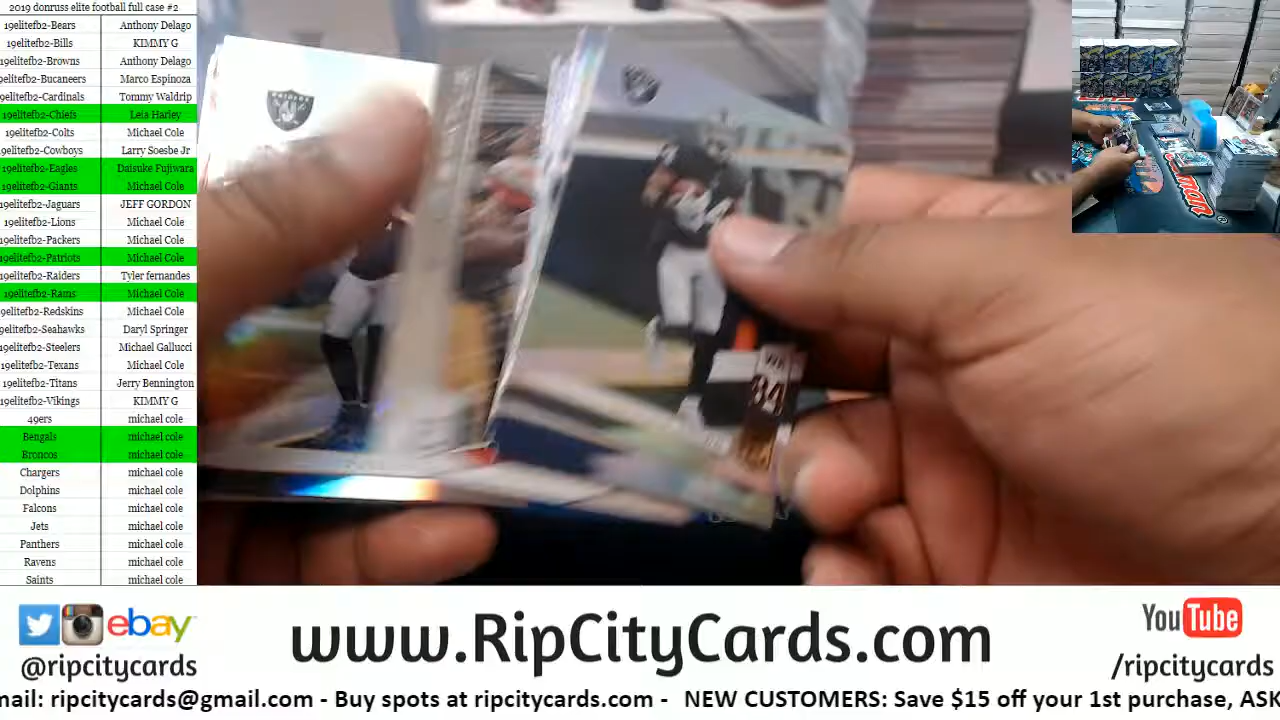 2019 donruss elite football full case #2
19elitefb2-Bears Anthony Delago
19elitefb2-Bills KIMMY G
19elitefb2-Browns Anthony Delago
9elitefb2-Bucaneers Marco Espinoza
9elitefb2-Cardinals Tommy Waldrip
19elitefb2-Chiefs Leia Harley
19elitefb2-Colts Michael Cole
19elitefb2-Cowboys Larry Soesbe Jr
19elitefb2-Eagles Daisuke Fujiwara
19elitefb2-Giants Michael Cole
19elitefb2-Jaguars JEFF GORDON
19elitefb2-Lions Michael Cole
19elitefb2-Packers Michael Cole
19elitefb2-Patriots Michael Cole
19elitefb2-Raiders Tyler fernandes
19elitefb2-Rams Michael Cole
19elitefb2-Redskins Michael Cole
9elitefb2-Seahawks Daryl Springer
19elitefb2-Steelers Michael Gallucci
19elitefb2-Texans Michael Cole
19elitefb2-Titans Jerry Bennington
19elitefb2-Vikings KIMMY G
49ers michael cole
Bengals michael cole
Broncos michael cole
Chargers michael cole
Dolphins michael cole
Falcons michael cole
Jets michael cole
Panthers michael cole
Ravens michael cole
Saints michael cole
34
ebay
@ripcitycards
www.RipCityCards.com
YouTube
/ripcitycards
mail: ripcitycards@gmail.com - Buy spots at ripcitycards.com - NEW CUSTOMERS: Save $15 off your 1st purchase, ASK